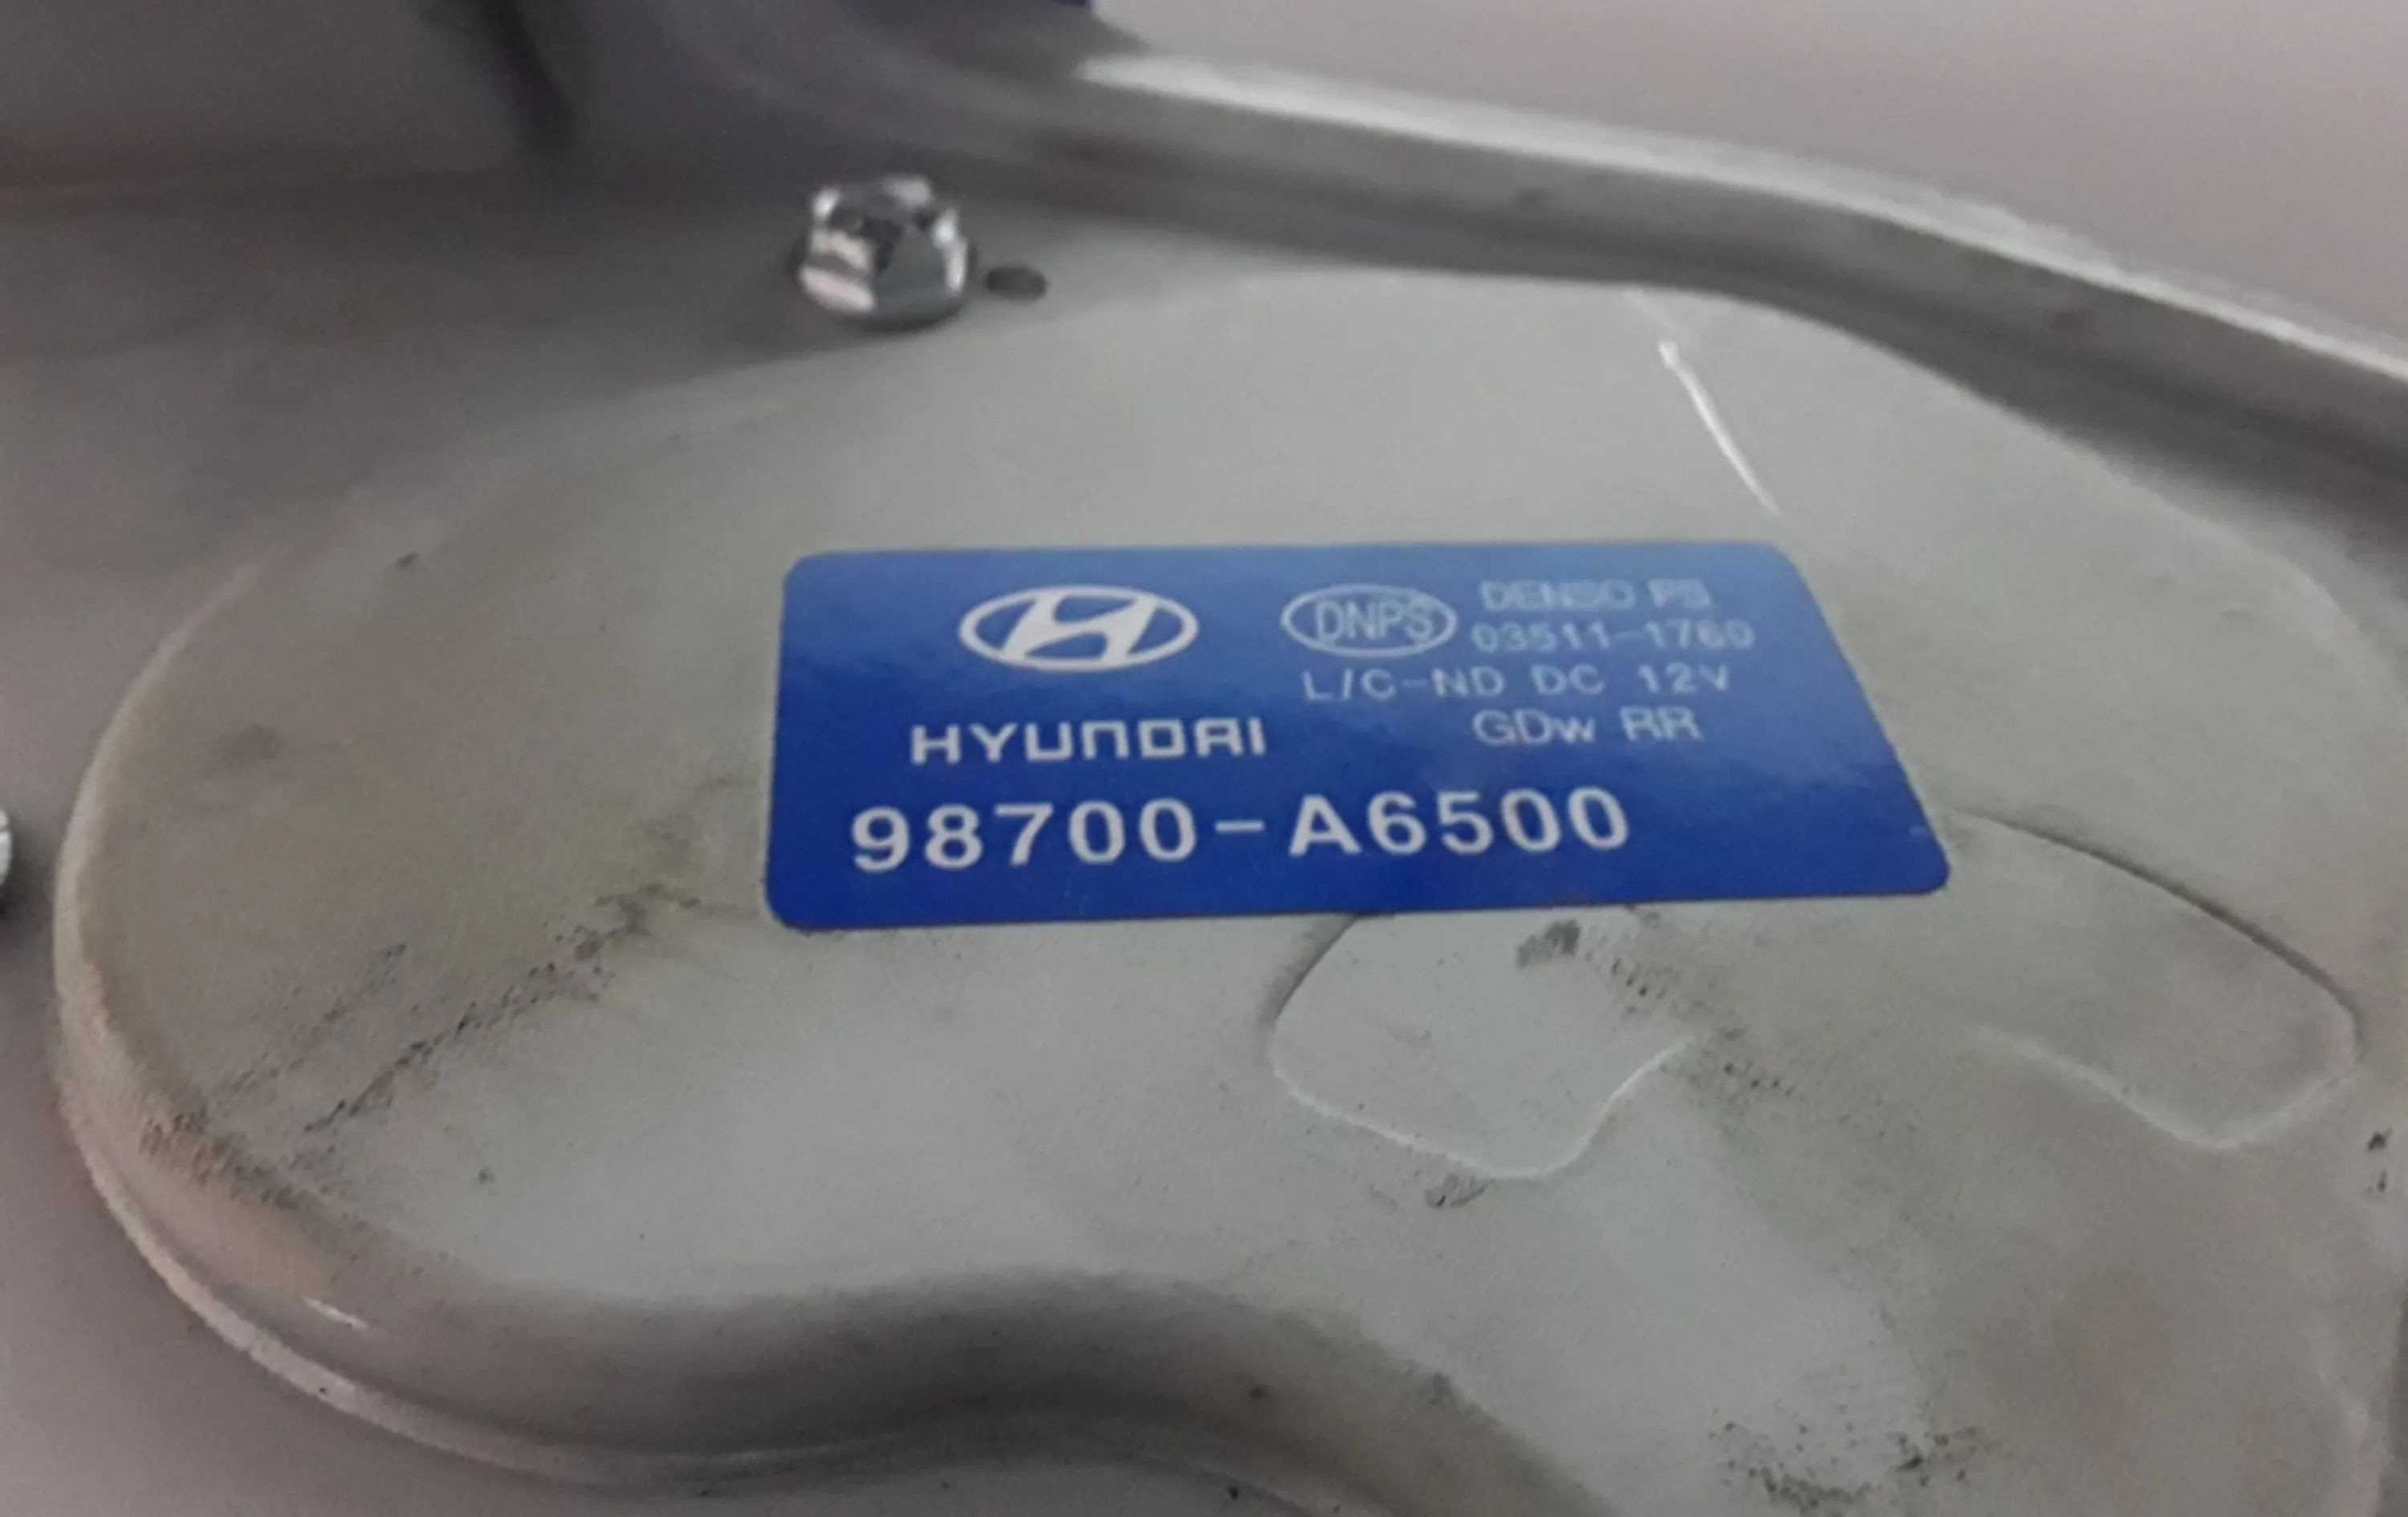 HYUNDAI
DNPS
DENSO PS
03511-1760
L/C-ND DC 12V
GDw RR
98700-A6500